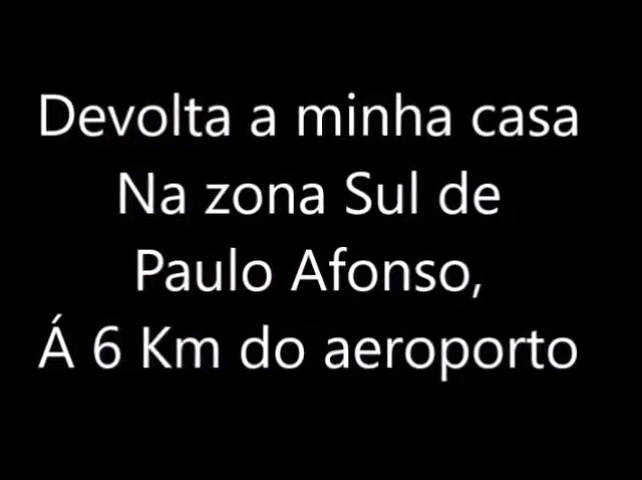 Devolta a minha casa
Na zona Sul de
Paulo Afonso,
Á 6 Km do aeroporto